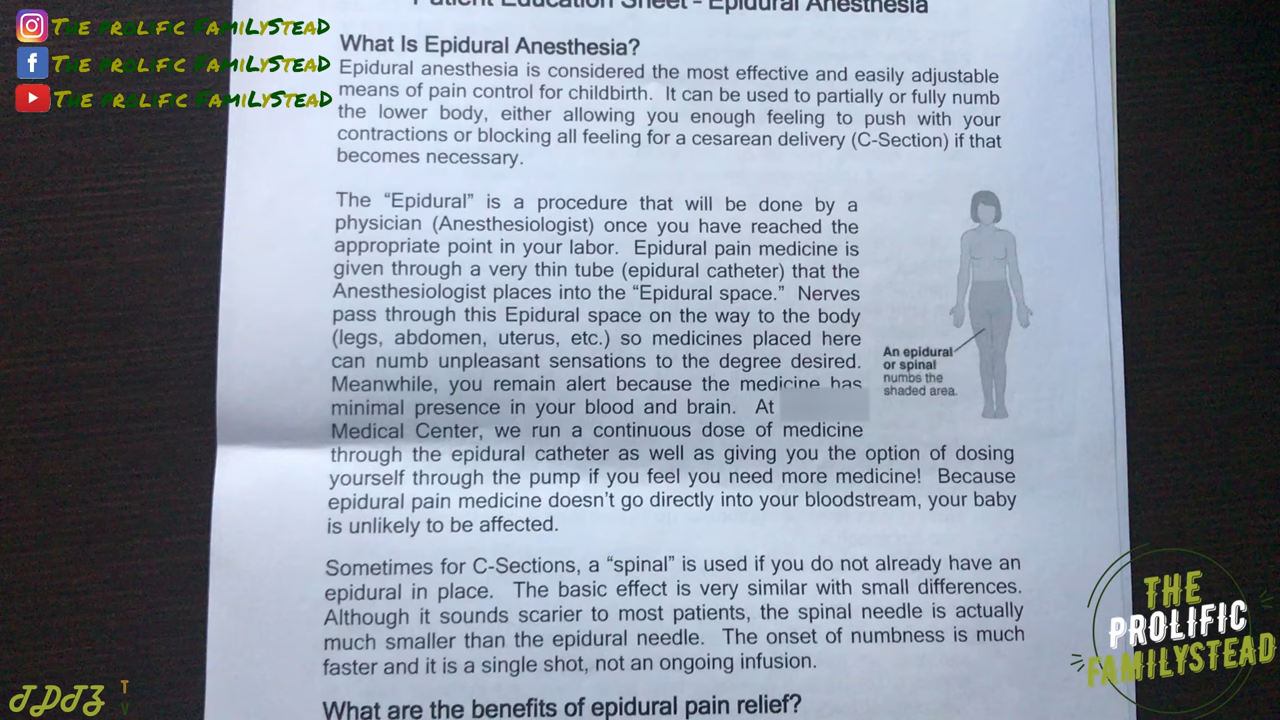 Patient Education Sheet - Epidural Anesthesia
THE PROLFC FAMILYSTEAD
THE PROLFC FAMILYSTEAD
THE PROLFC FAMILYSTEAD
What Is Epidural Anesthesia?
Epidural anesthesia is considered the most effective and easily adjustable
means of pain control for childbirth. It can be used to partially or fully numb
the lower body, either allowing you enough feeling to push with your
contractions or blocking all feeling for a cesarean delivery (C-Section) if that
becomes necessary.
The “Epidural” is a procedure that will be done by a
physician (Anesthesiologist) once you have reached the
appropriate point in your labor. Epidural pain medicine is
given through a very thin tube (epidural catheter) that the
Anesthesiologist places into the “Epidural space.” Nerves
pass through this Epidural space on the way to the body
(legs, abdomen, uterus, etc.) so medicines placed here
can numb unpleasant sensations to the degree desired.
Meanwhile, you remain alert because the medicine has
minimal presence in your blood and brain. At
Medical Center, we run a continuous dose of medicine
through the epidural catheter as well as giving you the option of dosing
yourself through the pump if you feel you need more medicine! Because
epidural pain medicine doesn’t go directly into your bloodstream, your baby
is unlikely to be affected.
An epidural
or spinal
numbs the
shaded area.
Sometimes for C-Sections, a “spinal” is used if you do not already have an
epidural in place. The basic effect is very similar with small differences.
Although it sounds scarier to most patients, the spinal needle is actually
much smaller than the epidural needle. The onset of numbness is much
faster and it is a single shot, not an ongoing infusion.
What are the benefits of epidural pain relief?
THE
PROLIFIC
FAMILYSTEAD
TV